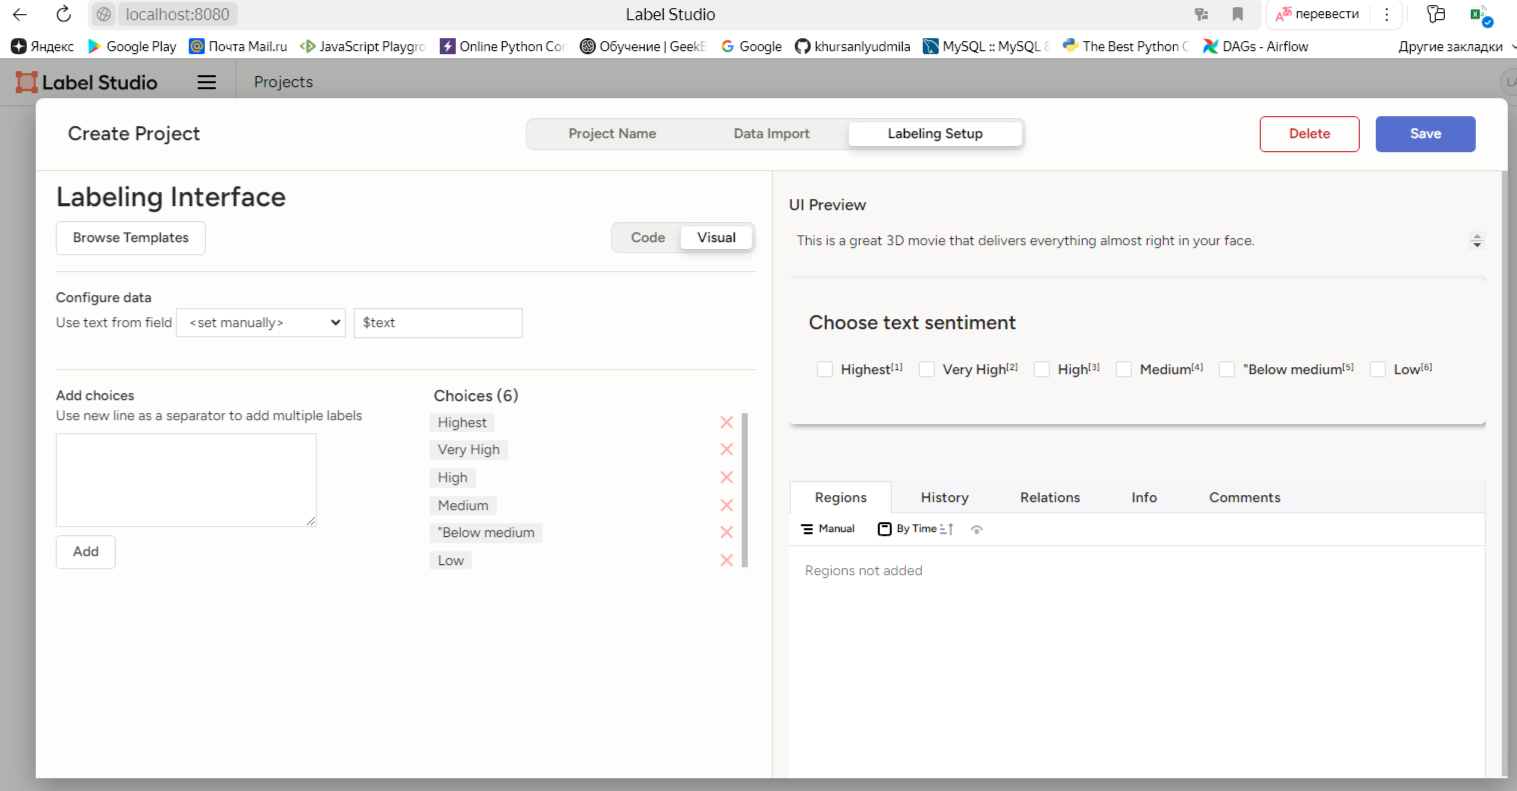 localhost:8080 Label Studio перевести
Яндекс Google Play Почта Mail.ru JavaScript Playgro Online Python Con Обучение | GeekB Google khursanlyudmila MySQL :: MySQL 8 The Best Python C DAGs - Airflow Другие закладки
Label Studio Projects LA
Create Project Project Name Data Import Labeling Setup Delete Save
Labeling Interface
Browse Templates Code Visual
Configure data
Use text from field <set manually> $text
Add choices
Use new line as a separator to add multiple labels
Add
Choices (6)
Highest
Very High
High
Medium
"Below medium
Low
UI Preview
This is a great 3D movie that delivers everything almost right in your face.
Choose text sentiment
Highest[1] Very High[2] High[3] Medium[4] "Below medium[5] Low[6]
Regions History Relations Info Comments
Manual By Time
Regions not added